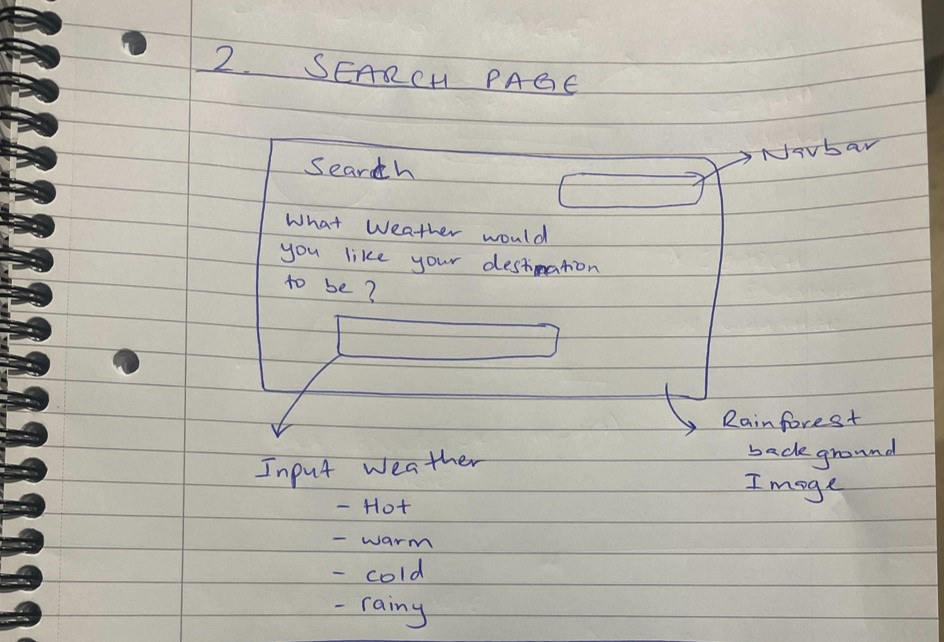 2. SEARCH PAGE
Search
Navbar
What Weather would
you like your destination
to be?
Rainforest
background
Image
Input Weather
- Hot
- warm
- cold
- rainy